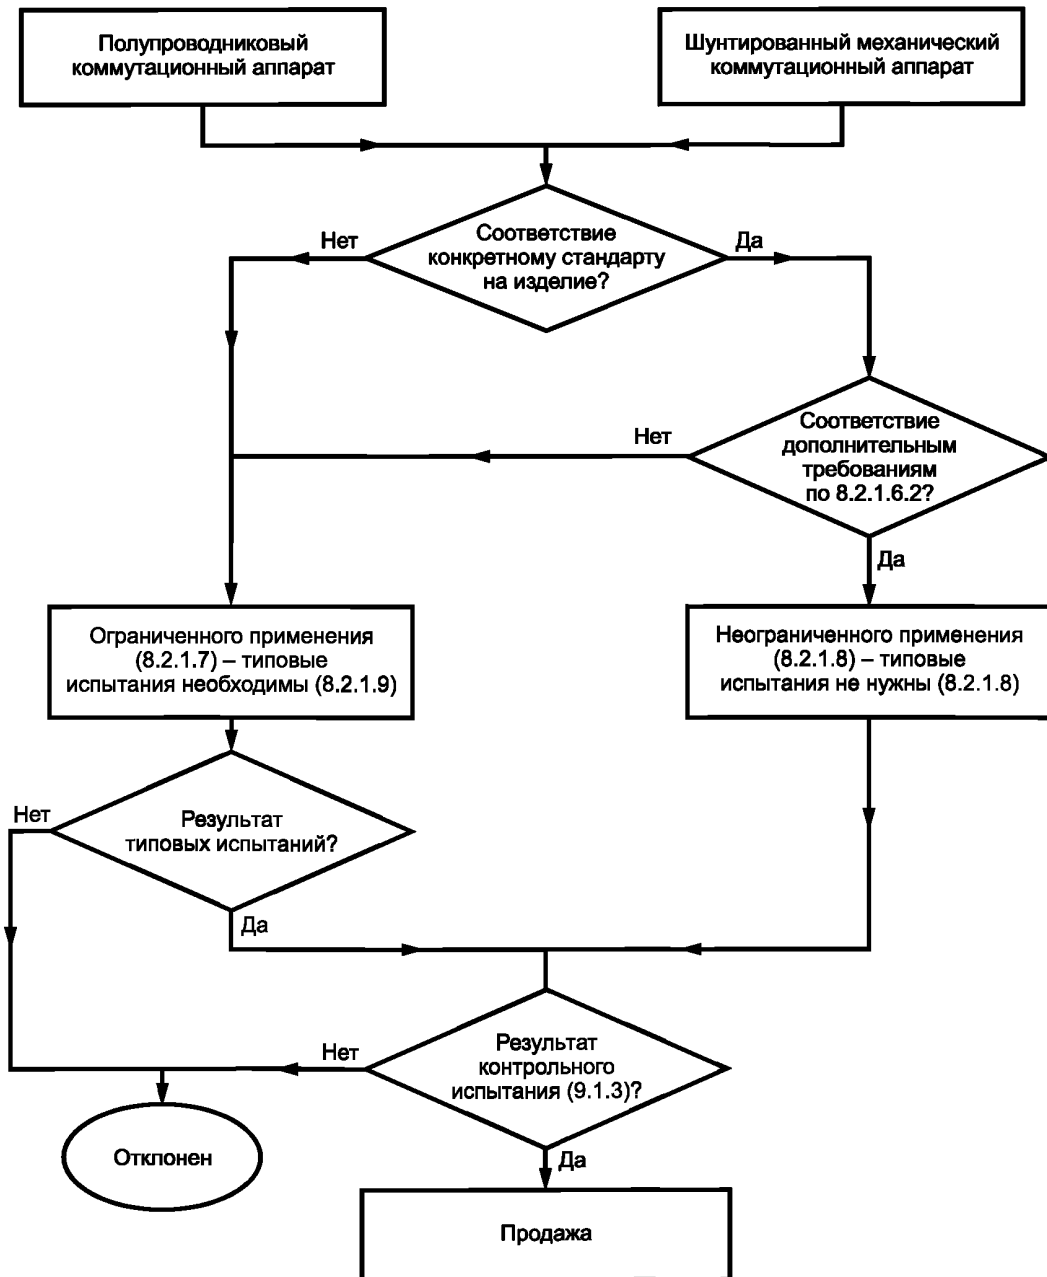 Полупроводниковый
коммутационный аппарат
Шунтированный механический
коммутационный аппарат
Соответствие
конкретному стандарту
на изделие?
Нет
Да
Соответствие
дополнительным
требованиям
по 8.2.1.6.2?
Нет
Да
Ограниченного применения
(8.2.1.7) – типовые
испытания необходимы (8.2.1.9)
Неограниченного применения
(8.2.1.8) – типовые
испытания не нужны (8.2.1.8)
Нет
Результат
типовых испытаний?
Да
Нет
Результат
контрольного
испытания (9.1.3)?
Да
Отклонен
Продажа